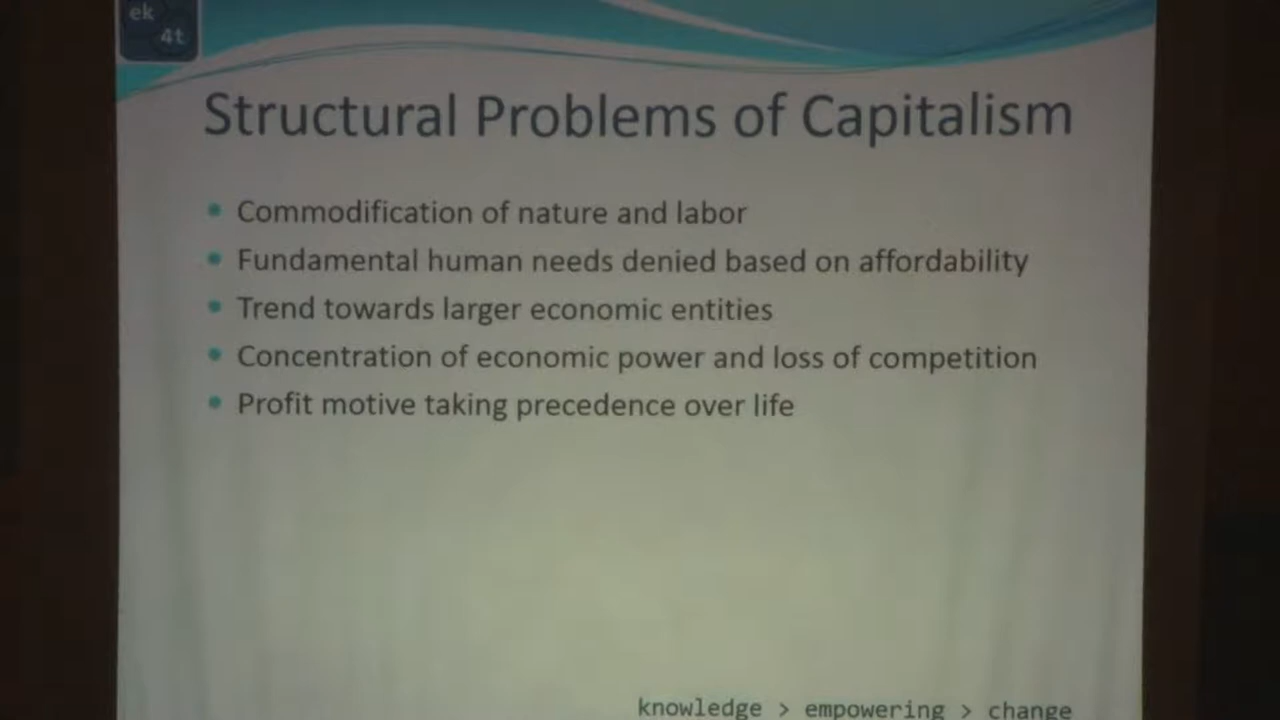 ek
4t
Structural Problems of Capitalism
Commodification of nature and labor
Fundamental human needs denied based on affordability
Trend towards larger economic entities
Concentration of economic power and loss of competition
Profit motive taking precedence over life
knowledge > empowering > change